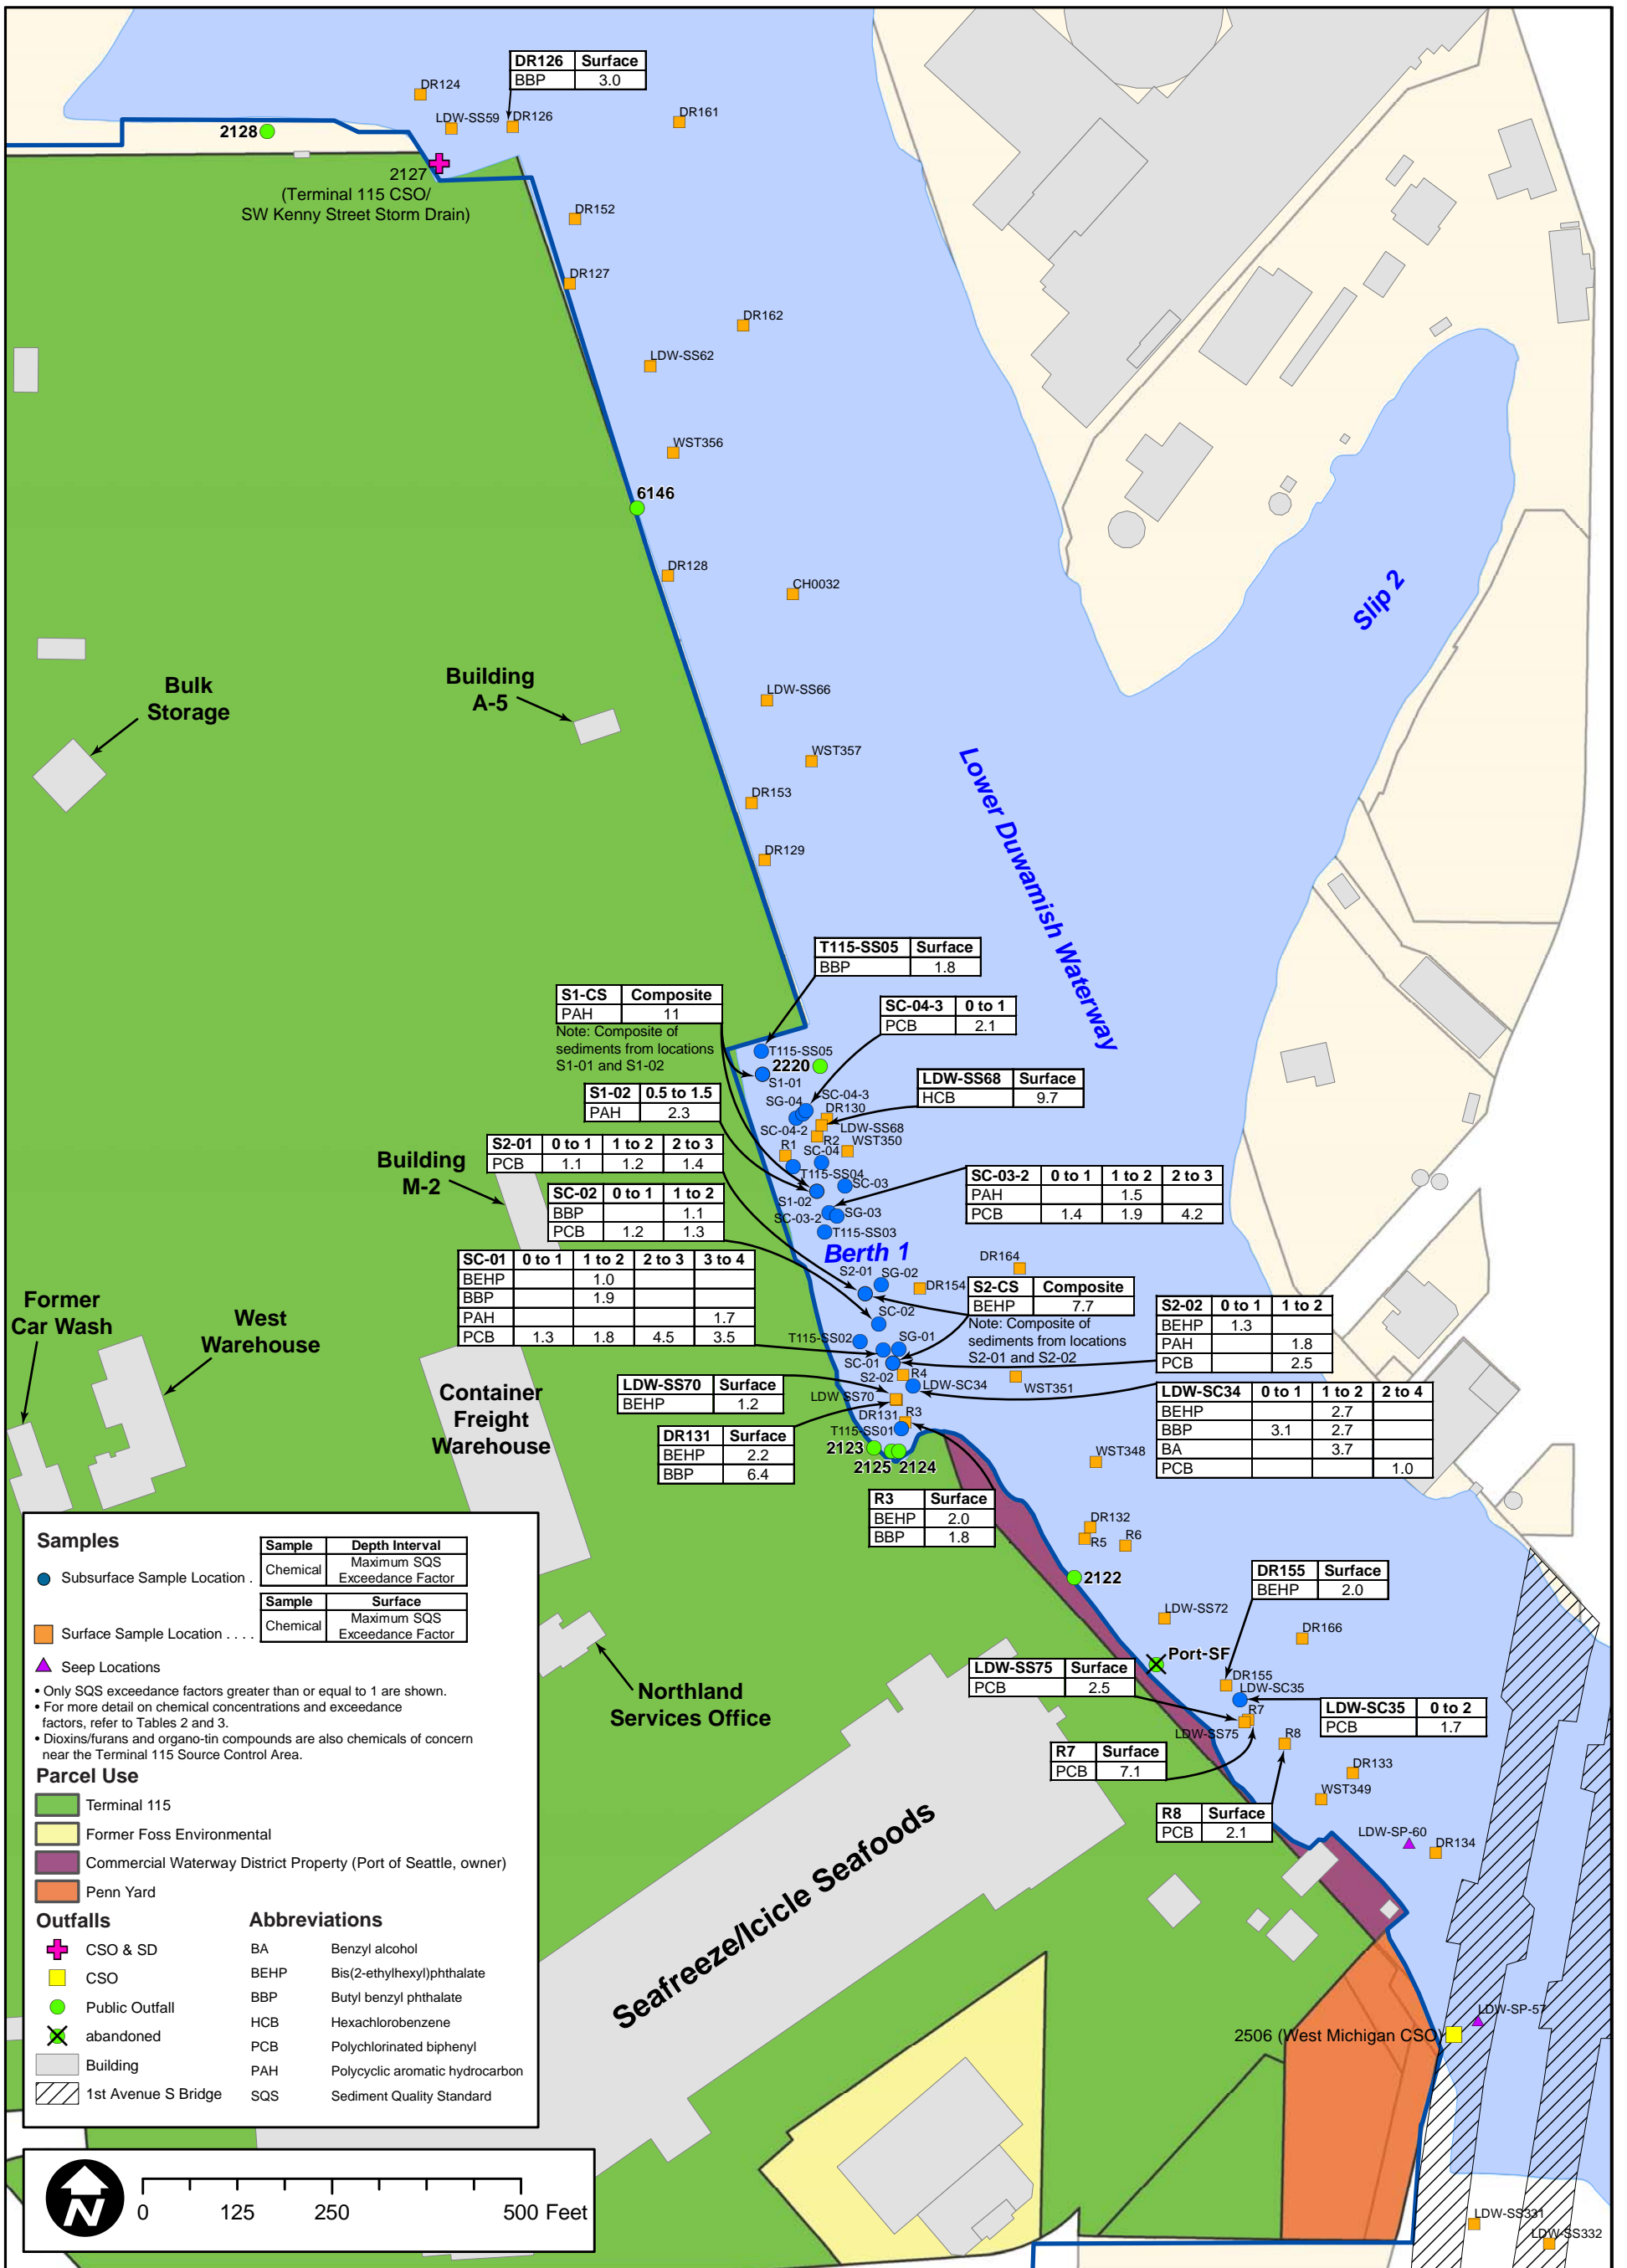 DR126 Surface
BBP 3.0
DR124
LDW-SS59
DR126
DR161
2128
2127
(Terminal 115 CSO/
SW Kenny Street Storm Drain)
DR152
DR127
DR162
LDW-SS62
WST356
6146
DR128
CH0032
Slip 2
Bulk
Storage
Building
A-5
LDW-SS66
WST357
DR153
DR129
Lower Duwamish Waterway
T115-SS05 Surface
BBP 1.8
S1-CS Composite
PAH 11
Note: Composite of
sediments from locations
S1-01 and S1-02
SC-04-3 0 to 1
PCB 2.1
T115-SS05
2220
S1-01
LDW-SS68 Surface
HCB 9.7
S1-02 0.5 to 1.5
PAH 2.3
SC-04-3
SG-04
DR130
SC-04-2
LDW-SS68
R1
R2
WST350
SC-04
T115-SS04
SC-03
S1-02
SC-03-2
SG-03
T115-SS03
S2-01 0 to 1 1 to 2 2 to 3
PCB 1.1 1.2 1.4
Building
M-2
SC-02 0 to 1 1 to 2
BBP 1.1
PCB 1.2 1.3
SC-03-2 0 to 1 1 to 2 2 to 3
PAH 1.5
PCB 1.4 1.9 4.2
Berth 1
DR164
SC-01 0 to 1 1 to 2 2 to 3 3 to 4
BEHP 1.0
BBP 1.9
PAH 1.7
PCB 1.3 1.8 4.5 3.5
S2-01
SG-02
DR154
S2-CS Composite
BEHP 7.7
Note: Composite of
sediments from locations
S2-01 and S2-02
S2-02 0 to 1 1 to 2
BEHP 1.3
PAH 1.8
PCB 2.5
SC-02
T115-SS02
SG-01
SC-01
S2-02
R4
LDW-SC34
WST351
Former
Car Wash
West
Warehouse
Container
Freight
Warehouse
LDW-SS70 Surface
BEHP 1.2
LDW SS70
LDW-SC34 0 to 1 1 to 2 2 to 4
BEHP 2.7
BBP 3.1 2.7
BA 3.7
PCB 1.0
DR131 Surface
BEHP 2.2
BBP 6.4
DR131
R3
T115-SS01
2123
2125
2124
WST348
R3 Surface
BEHP 2.0
BBP 1.8
DR132
R5
R6
2122
DR155 Surface
BEHP 2.0
LDW-SS72
DR166
Port-SF
LDW-SS75 Surface
PCB 2.5
DR155
LDW-SC35
LDW-SC35 0 to 2
PCB 1.7
R7
LDW-SS75
R8
R7 Surface
PCB 7.1
DR133
WST349
R8 Surface
PCB 2.1
LDW-SP-60
DR134
Northland
Services Office
Seafreeze/Icicle Seafoods
LDW-SP-57
2506 (West Michigan CSO)
LDW-SS331
LDW-SS332
Samples
Subsurface Sample Location .
Sample Depth Interval
Chemical Maximum SQS
Exceedance Factor
Surface Sample Location . . . .
Sample Surface
Chemical Maximum SQS
Exceedance Factor
Seep Locations
• Only SQS exceedance factors greater than or equal to 1 are shown.
• For more detail on chemical concentrations and exceedance
factors, refer to Tables 2 and 3.
• Dioxins/furans and organo-tin compounds are also chemicals of concern
near the Terminal 115 Source Control Area.
Parcel Use
Terminal 115
Former Foss Environmental
Commercial Waterway District Property (Port of Seattle, owner)
Penn Yard
Outfalls
CSO & SD
CSO
Public Outfall
abandoned
Building
1st Avenue S Bridge
Abbreviations
BA Benzyl alcohol
BEHP Bis(2-ethylhexyl)phthalate
BBP Butyl benzyl phthalate
HCB Hexachlorobenzene
PCB Polychlorinated biphenyl
PAH Polycyclic aromatic hydrocarbon
SQS Sediment Quality Standard
N
0 125 250 500 Feet